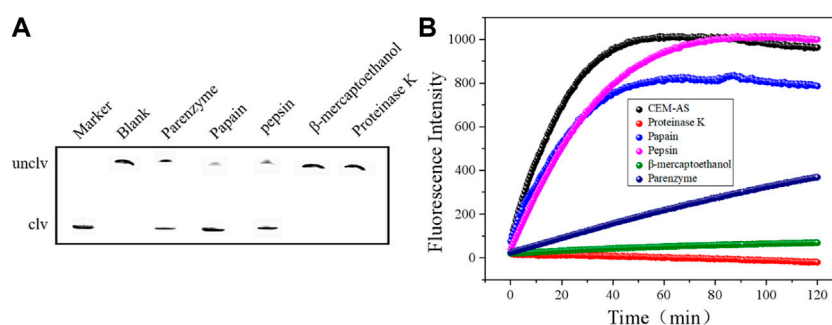 A
Marker
Blank
Parenzyme
Papain
pepsin
β-mercaptoethanol
Proteinase K
unclv
clv
B
Fluorescence Intensity
1000
800
600
400
200
0
CEM-AS
Proteinase K
Papain
Pepsin
β-mercaptoethanol
Parenzyme
0 20 40 60 80 100 120
Time（min）